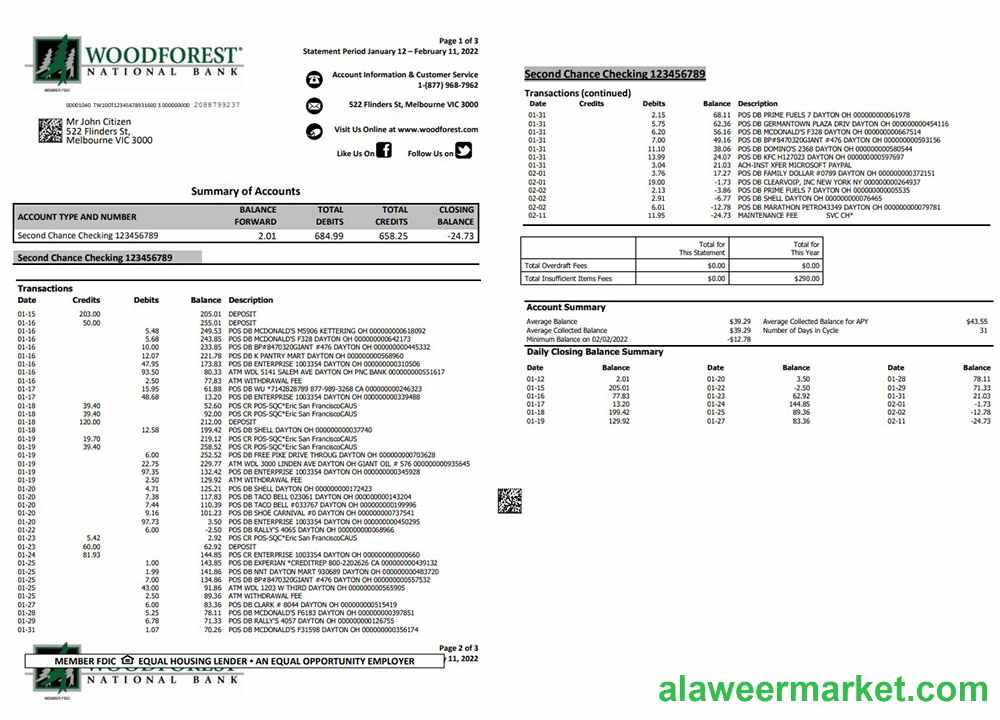 WOODFOREST®
NATIONAL BANK
MEMBER FDIC
Page 1 of 3
Statement Period January 12 – February 11, 2022
Account Information & Customer Service
1-(877) 968-7962
522 Flinders St, Melbourne VIC 3000
Visit Us Online at www.woodforest.com
Like Us On Follow Us on
Mr John Citizen
522 Flinders St,
Melbourne VIC 3000
Summary of Accounts
ACCOUNT TYPE AND NUMBER BALANCE FORWARD TOTAL DEBITS TOTAL CREDITS CLOSING BALANCE
Second Chance Checking 123456789 2.01 684.99 658.25 -24.73
Second Chance Checking 123456789
Transactions
Date Credits Debits Balance Description
01-15 203.00 205.01 DEPOSIT
01-16 50.00 255.01 DEPOSIT
01-16 5.48 249.53 POS DB MCDONALD'S M5906 KETTERING OH 000000000618092
01-16 5.68 243.85 POS DB MCDONALD'S F328 DAYTON OH 000000000642173
01-16 10.00 233.85 POS DB BP#8470320GIANT #476 DAYTON OH 000000000445332
01-16 12.07 221.78 POS DB K PANTRY MART DAYTON OH 000000000568960
01-16 47.95 173.83 POS DB ENTERPRISE 1003354 DAYTON OH 000000000310506
01-16 93.50 80.33 ATM WDL 5141 SALEM AVE DAYTON OH PNC BANK 000000000551617
01-16 2.50 77.83 ATM WITHDRAWAL FEE
01-17 15.95 61.88 POS DB WU *7142828789 877-989-3268 CA 000000000246323
01-17 48.68 13.20 POS DB ENTERPRISE 1003354 DAYTON OH 000000000339488
01-18 39.40 52.60 POS CR POS-SQC*Eric San FranciscoCAUS
01-18 39.40 92.00 POS CR POS-SQC*Eric San FranciscoCAUS
01-18 120.00 212.00 DEPOSIT
01-18 12.58 199.42 POS DB SHELL DAYTON OH 00000000037740
01-19 19.70 219.12 POS CR POS-SQC*Eric San FranciscoCAUS
01-19 39.40 258.52 POS CR POS-SQC*Eric San FranciscoCAUS
01-19 6.00 252.52 POS DB FREE PIKE DRIVE THROUG DAYTON OH 000000000703628
01-19 22.75 229.77 ATM WDL 3000 LINDEN AVE DAYTON OH GIANT OIL # 576 000000000935645
01-19 97.35 132.42 POS DB ENTERPRISE 1003354 DAYTON OH 000000000345928
01-19 2.50 129.92 ATM WITHDRAWAL FEE
01-20 4.71 125.21 POS DB SHELL DAYTON OH 000000000172423
01-20 7.38 117.83 POS DB TACO BELL 023061 DAYTON OH 000000000143204
01-20 7.44 110.39 POS DB TACO BELL #033767 DAYTON OH 000000000199996
01-20 9.16 101.23 POS DB SHOE CARNIVAL #0 DAYTON OH 000000000737541
01-20 97.73 3.50 POS DB ENTERPRISE 1003354 DAYTON OH 000000000450295
01-22 6.00 -2.50 POS DB RALLY'S 4065 DAYTON OH 000000000068966
01-23 5.42 2.92 POS CR POS-SQC*Eric San FranciscoCAUS
01-23 60.00 62.92 DEPOSIT
01-24 81.93 144.85 POS CR ENTERPRISE 1003354 DAYTON OH 000000000000660
01-25 1.00 143.85 POS DB EXPERIAN *CREDITREP 800-2202626 CA 000000000439132
01-25 1.99 141.86 POS DB NNT DAYTON MART 930689 DAYTON OH 000000000483720
01-25 7.00 134.86 POS DB BP#8470320GIANT #476 DAYTON OH 000000000557532
01-25 43.00 91.86 ATM WDL 1203 W THIRD DAYTON OH 000000000565905
01-25 2.50 89.36 ATM WITHDRAWAL FEE
01-27 6.00 83.36 POS DB CLARK # 8044 DAYTON OH 000000000515419
01-28 5.25 78.11 POS DB MCDONALD'S F6183 DAYTON OH 000000000397851
01-29 6.78 71.33 POS DB RALLY'S 4057 DAYTON OH 000000000126755
01-31 1.07 70.26 POS DB MCDONALD'S F31598 DAYTON OH 000000000356174
Page 2 of 3
11, 2022
MEMBER FDIC EQUAL HOUSING LENDER • AN EQUAL OPPORTUNITY EMPLOYER
WOODFOREST
NATIONAL BANK
MEMBER FDIC
Second Chance Checking 123456789
Transactions (continued)
Date Credits Debits Balance Description
01-31 2.15 68.11 POS DB PRIME FUELS 7 DAYTON OH 000000000061978
01-31 5.75 62.36 POS DB GERMANTOWN PLAZA DRIV DAYTON OH 000000000454116
01-31 6.20 56.16 POS DB MCDONALD'S F328 DAYTON OH 000000000667514
01-31 7.00 49.16 POS DB BP#8470320GIANT #476 DAYTON OH 000000000593156
01-31 11.10 38.06 POS DB DOMINO'S 2368 DAYTON OH 000000000580544
01-31 13.99 24.07 POS DB KFC H127023 DAYTON OH 000000000597697
01-31 3.04 21.03 ACH-INST XFER MICROSOFT PAYPAL
02-01 3.76 17.27 POS DB FAMILY DOLLAR #0789 DAYTON OH 000000000372151
02-01 19.00 -1.73 POS DB CLEARVOIP, INC NEW YORK NY 000000000264937
02-02 2.13 -3.86 POS DB PRIME FUELS 7 DAYTON OH 00000000005535
02-02 2.91 -6.77 POS DB SHELL DAYTON OH 000000000076465
02-02 6.01 -12.78 POS DB MARATHON PETRO43349 DAYTON OH 000000000079781
02-11 11.95 -24.73 MAINTENANCE FEE SVC CH*
Total for This Statement Total for This Year
Total Overdraft Fees $0.00 $0.00
Total Insufficient Items Fees $0.00 $290.00
Account Summary
Average Balance $39.29 Average Collected Balance for APY $43.55
Average Collected Balance $39.29 Number of Days in Cycle 31
Minimum Balance on 02/02/2022 -$12.78
Daily Closing Balance Summary
Date Balance Date Balance Date Balance
01-12 2.01 01-20 3.50 01-28 78.11
01-15 205.01 01-22 -2.50 01-29 71.33
01-16 77.83 01-23 62.92 01-31 21.03
01-17 13.20 01-24 144.85 02-01 -1.73
01-18 199.42 01-25 89.36 02-02 -12.78
01-19 129.92 01-27 83.36 02-11 -24.73
alaweermarket.com